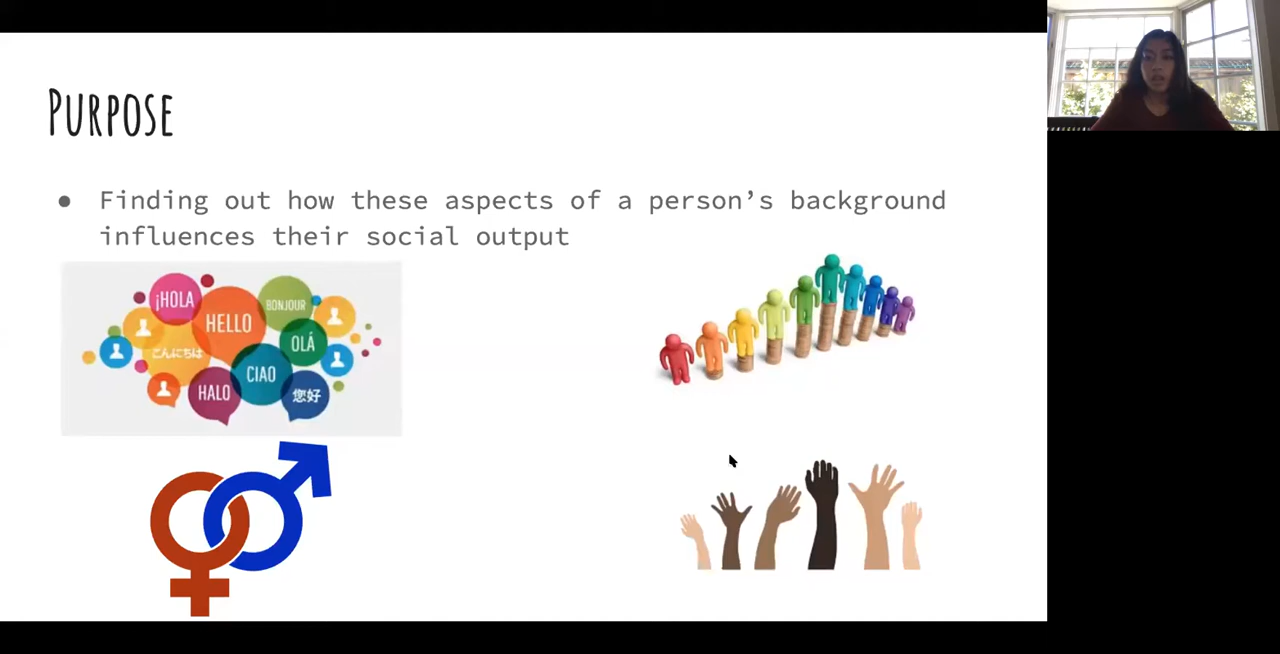 PURPOSE
● Finding out how these aspects of a person's background
influences their social output
¡HOLA
HELLO
BONJOUR
こんにちは
OLÁ
CIAO
HALO
您好